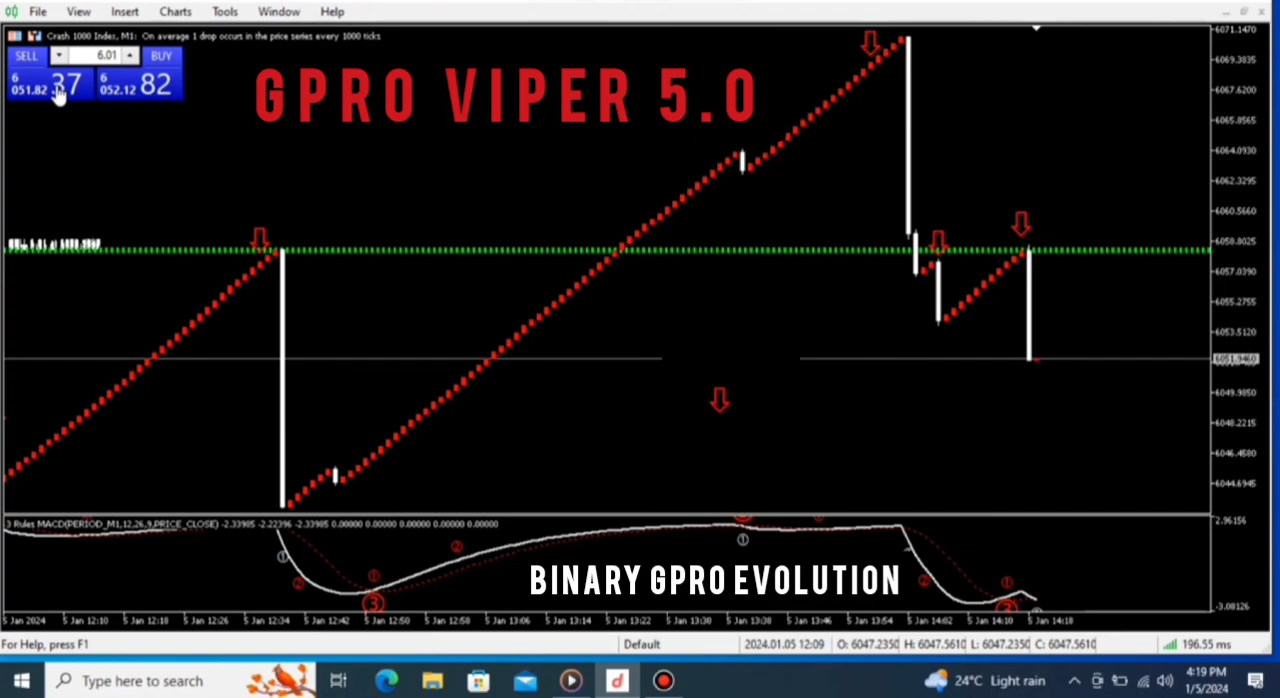 File View Insert Charts Tools Window Help
Crash 1000 Index, M1: On average 1 drop occurs in the price series every 1000 ticks
SELL 6.01 BUY
6 051.82 37 6 052.12 82
GPRO VIPER 5.0
6071.1470
6069.3835
6067.6200
6065.8565
6064.0930
6062.3295
6060.5660
6058.8025
6057.0390
6055.2755
6053.5120
6051.9460
6049.9850
6048.2215
6046.4580
6044.6945
3 Rules MACD(PERIOD_M1,12,26,9,PRICE_CLOSE) -2.33985 -2.22396 -2.33985 0.00000 0.00000 0.00000 0.00000 0.00000
2.96156
① ② ① ③ ② ① ② ①
BINARY GPRO EVOLUTION
-3.08126
5 Jan 2024 5 Jan 12:10 5 Jan 12:18 5 Jan 12:26 5 Jan 12:34 5 Jan 12:42 5 Jan 12:50 5 Jan 12:58 5 Jan 13:06 5 Jan 13:14 5 Jan 13:22 5 Jan 13:30 5 Jan 13:38 5 Jan 13:46 5 Jan 13:54 5 Jan 14:02 5 Jan 14:10 5 Jan 14:18
For Help, press F1 Default 2024.01.05 12:09 O: 6047.2350 H: 6047.5610 L: 6047.2350 C: 6047.5610 196.55 ms
Type here to search 24°C Light rain 4:19 PM
1/5/2024